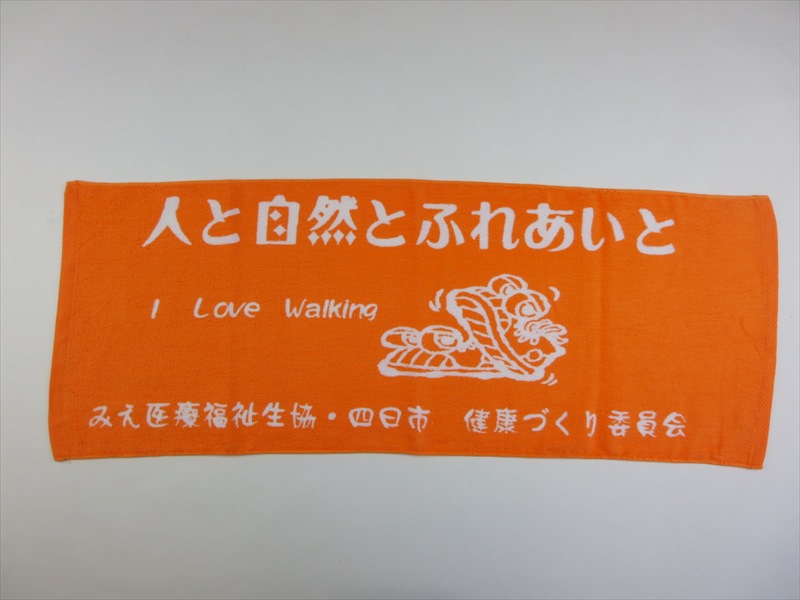 人と自然とふれあいと
I Love Walking
みえ医療福祉生協・四日市 健康づくり委員会